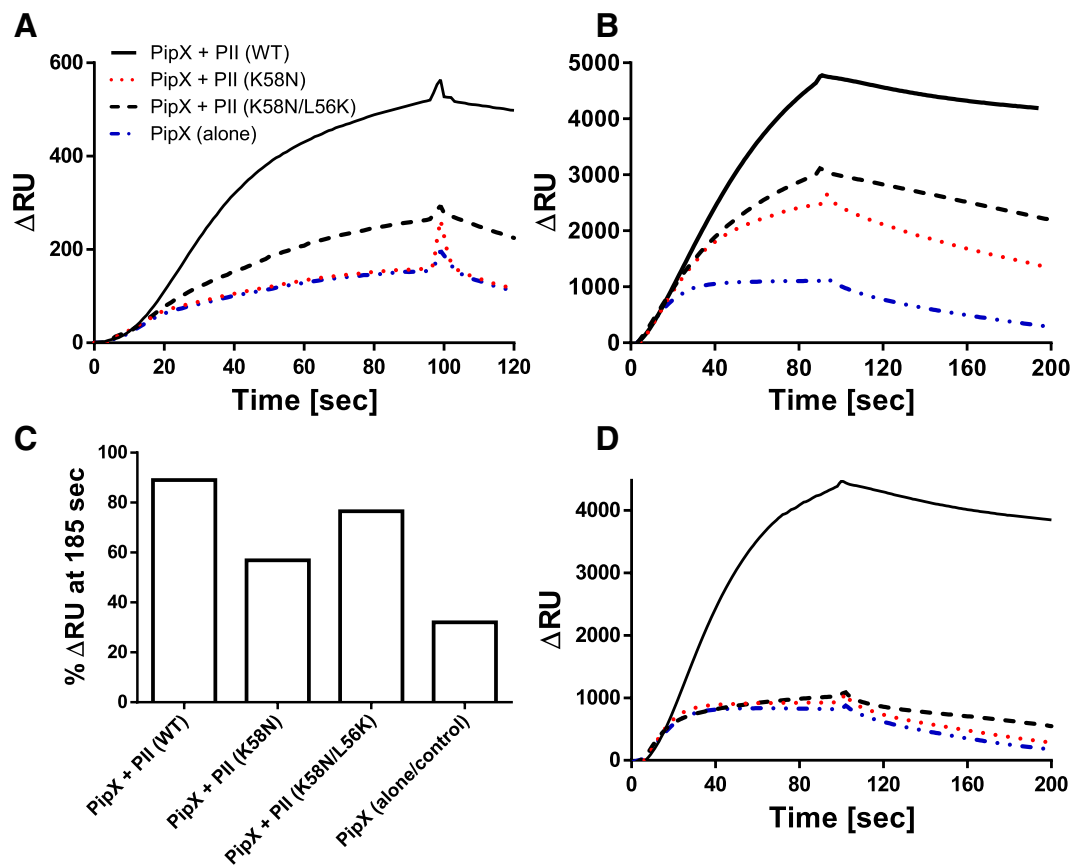 A
PipX + PII (WT)
PipX + PII (K58N)
PipX + PII (K58N/L56K)
PipX (alone)
600
400
200
0
ΔRU
0 20 40 60 80 100 120
Time [sec]
B
5000
4000
3000
2000
1000
0
ΔRU
0 40 80 120 160 200
Time [sec]
C
100
80
60
40
20
0
% ΔRU at 185 sec
PipX + PII (WT)
PipX + PII (K58N)
PipX + PII (K58N/L56K)
PipX (alone/control)
D
4000
3000
2000
1000
0
ΔRU
0 40 80 120 160 200
Time [sec]